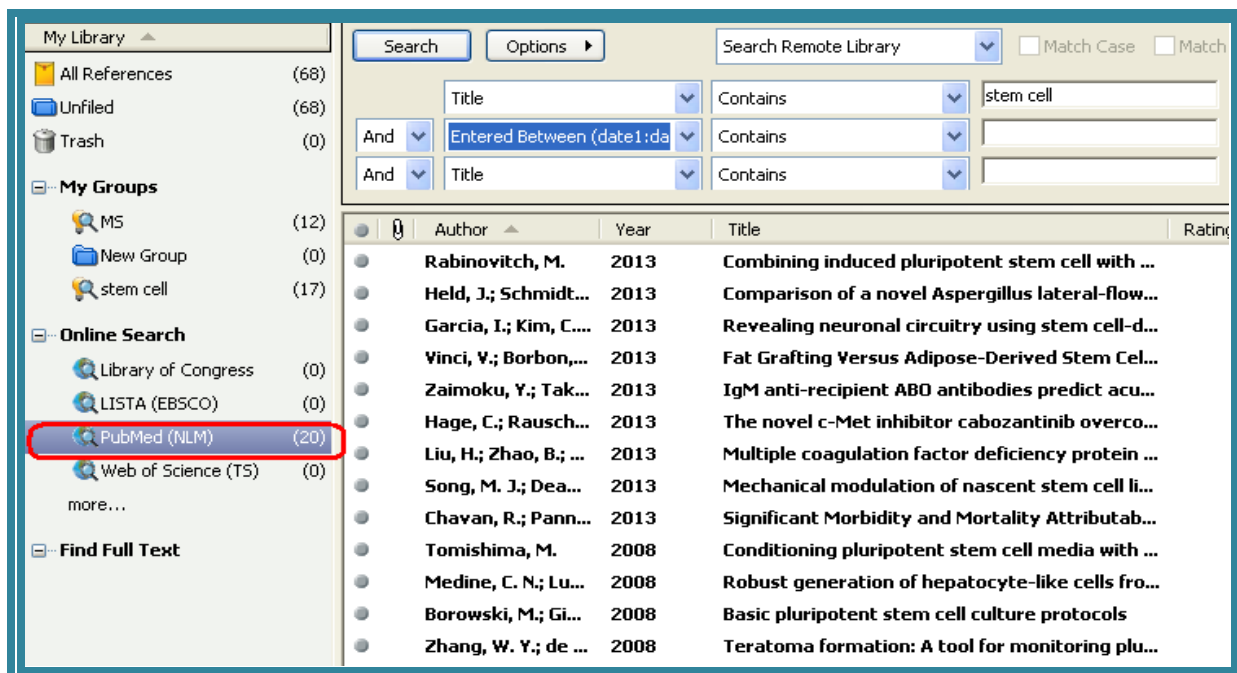 My Library
All References (68)
Unfiled (68)
Trash (0)
My Groups
MS (12)
New Group (0)
stem cell (17)
Online Search
Library of Congress (0)
LISTA (EBSCO) (0)
PubMed (NLM) (20)
Web of Science (TS) (0)
more...
Find Full Text
Search Options Search Remote Library Match Case Match
Title Contains stem cell
And Entered Between (date1:da Contains
And Title Contains
Author Year Title Rating
Rabinovitch, M. 2013 Combining induced pluripotent stem cell with ...
Held, J.; Schmidt... 2013 Comparison of a novel Aspergillus lateral-flow...
Garcia, I.; Kim, C.... 2013 Revealing neuronal circuitry using stem cell-d...
Vinci, V.; Borbon,... 2013 Fat Grafting Versus Adipose-Derived Stem Cel...
Zaimoku, Y.; Tak... 2013 IgM anti-recipient ABO antibodies predict acu...
Hage, C.; Rausch... 2013 The novel c-Met inhibitor cabozantinib overco...
Liu, H.; Zhao, B.; ... 2013 Multiple coagulation factor deficiency protein ...
Song, M. J.; Dea... 2013 Mechanical modulation of nascent stem cell li...
Chavan, R.; Pann... 2013 Significant Morbidity and Mortality Attributab...
Tomishima, M. 2008 Conditioning pluripotent stem cell media with ...
Medine, C. N.; Lu... 2008 Robust generation of hepatocyte-like cells fro...
Borowski, M.; Gi... 2008 Basic pluripotent stem cell culture protocols
Zhang, W. Y.; de ... 2008 Teratoma formation: A tool for monitoring plu...